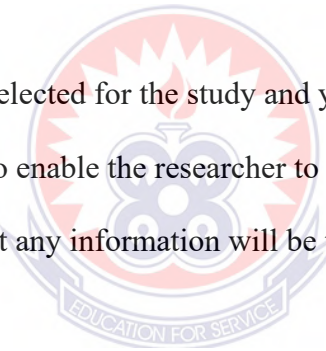 elected for the study and y
o enable the researcher to
t any information will be
EDUCATION FOR SERVICE